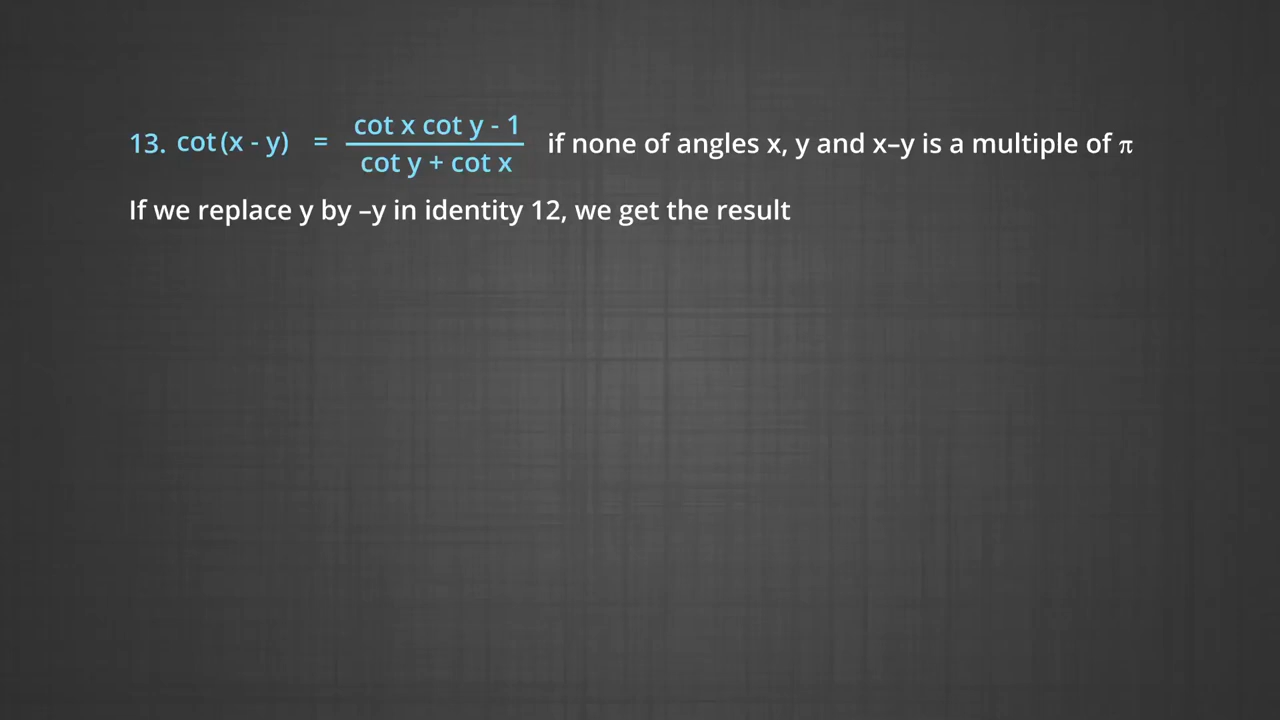 13. cot (x - y) = cot x cot y - 1 / cot y + cot x if none of angles x, y and x–y is a multiple of π
If we replace y by –y in identity 12, we get the result